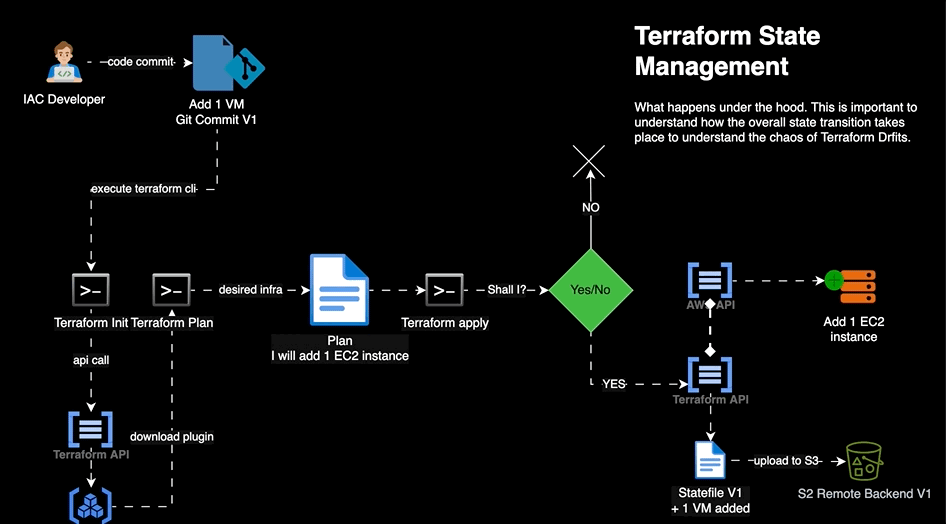 Terraform State
Management
What happens under the hood. This is important to
understand how the overall state transition takes
place to understand the chaos of Terraform Drfits.
IAC Developer
code commit
Add 1 VM
Git Commit V1
execute terraform cli
Terraform Init
Terraform Plan
desired infra
Plan
I will add 1 EC2 instance
Terraform apply
Shall I?
Yes/No
NO
YES
AWS API
Add 1 EC2
instance
Terraform API
api call
Terraform API
download plugin
Statefile V1
+ 1 VM added
upload to S3
S2 Remote Backend V1